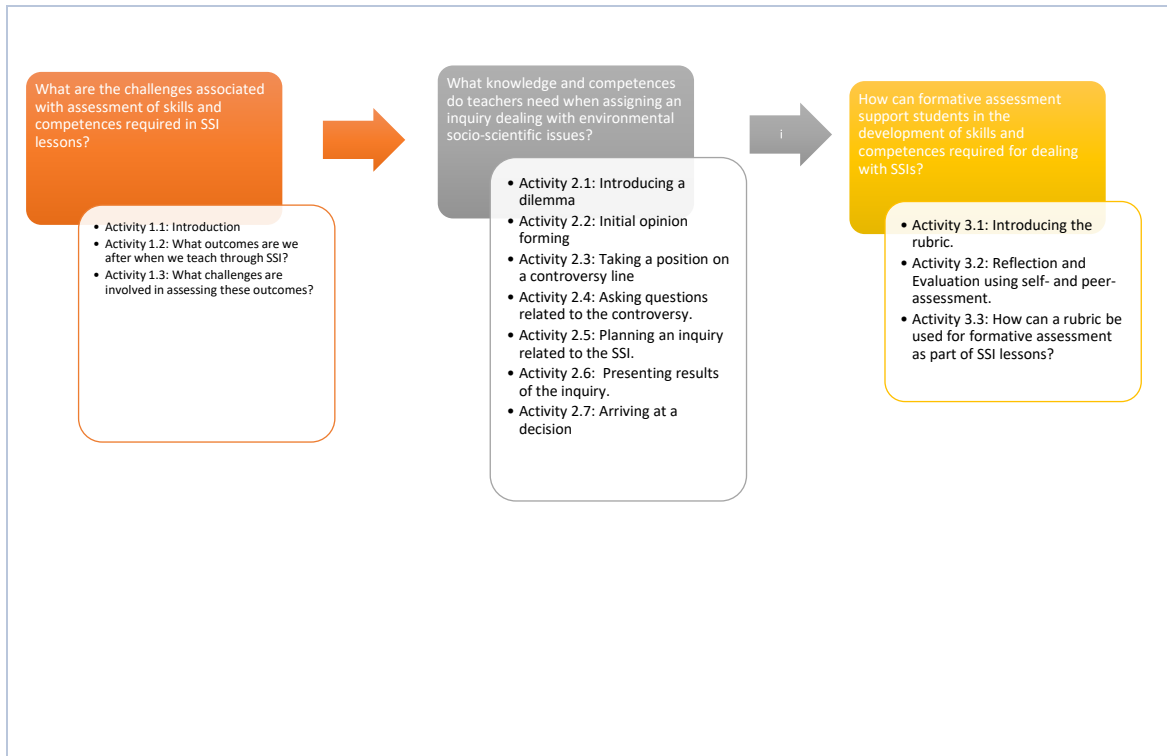 What are the challenges associated
with assessment of skills and
competences required in SSI
lessons?
• Activity 1.1: Introduction
• Activity 1.2: What outcomes are we
after when we teach through SSI?
• Activity 1.3: What challenges are
involved in assessing these outcomes?
What knowledge and competences
do teachers need when assigning an
inquiry dealing with environmental
socio-scientific issues?
• Activity 2.1: Introducing a
dilemma
• Activity 2.2: Initial opinion
forming
• Activity 2.3: Taking a position on
a controversy line
• Activity 2.4: Asking questions
related to the controversy.
• Activity 2.5: Planning an inquiry
related to the SSI.
• Activity 2.6:  Presenting results
of the inquiry.
• Activity 2.7: Arriving at a
decision
i
How can formative assessment
support students in the
development of skills and
competences required for dealing
with SSIs?
• Activity 3.1: Introducing the
rubric.
• Activity 3.2: Reflection and
Evaluation using self- and peer-
assessment.
• Activity 3.3: How can a rubric be
used for formative assessment
as part of SSI lessons?